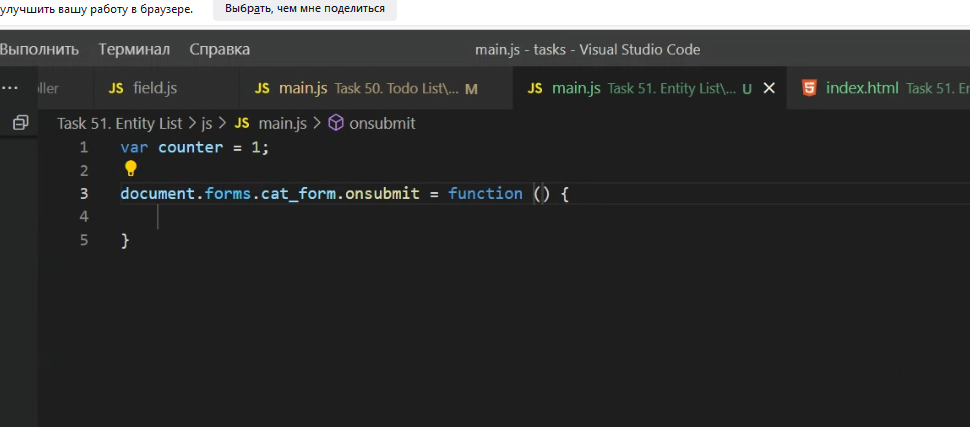 улучшить вашу работу в браузере. Выбрать, чем мне поделиться
Выполнить Терминал Справка main.js - tasks - Visual Studio Code
... ller JS field.js JS main.js Task 50. Todo List\... M JS main.js Task 51. Entity List\... U × index.html Task 51. E
Task 51. Entity List > js > JS main.js > onsubmit
1 var counter = 1;
2
3 document.forms.cat_form.onsubmit = function () {
4
5 }